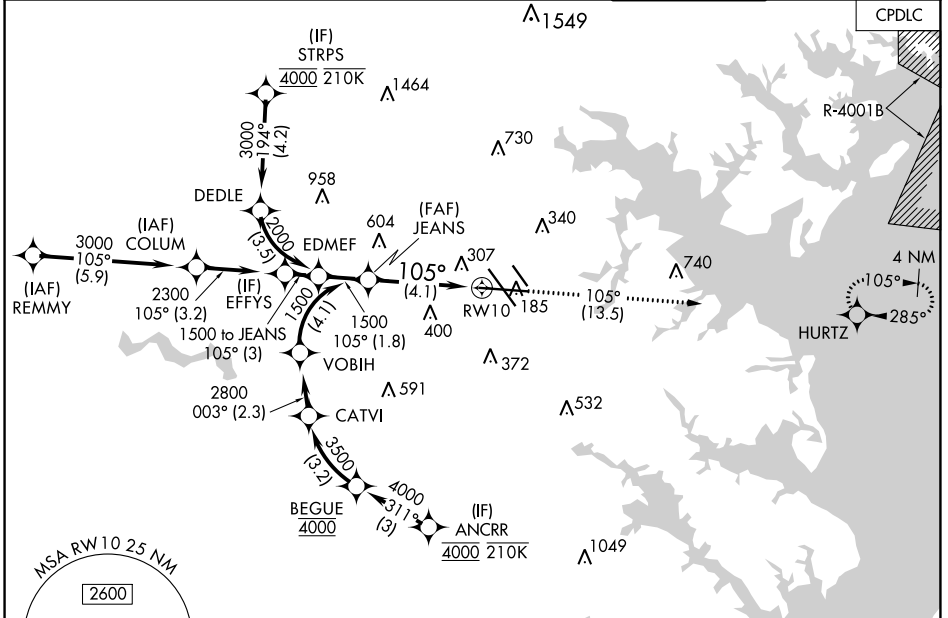 CPDLC
1549
(IF)
STRPS
4000 210K
1464
R-4001B
3000
194°
(4.2)
730
DEDLE
958
2000
(3.5)
604
(FAF)
JEANS
340
(IAF)
COLUM
EDMEF
3000
105°
(5.9)
(IAF)
REMMY
2300
105° (3.2)
(IF)
EFFYS
105°
(4.1)
307
RW10
185
105°
(13.5)
740
4 NM
105°
285°
HURTZ
1500 to JEANS
105° (3)
1500
(4.1)
1500
105° (1.8)
400
VOBIH
372
2800
003° (2.3)
591
CATVI
532
3500
(3.2)
BEGUE
4000
4000
311°
(3)
(IF)
ANCRR
4000 210K
1049
MSA RW10 25 NM
2600